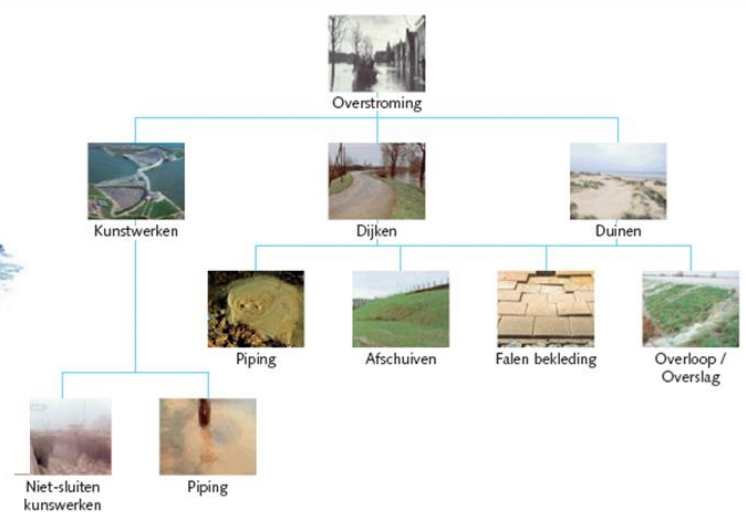 Overstroming
Kunstwerken
Dijken
Duinen
Piping
Afschuiven
Falen bekleding
Overloop /
Overslag
Niet-sluiten
kunswerken
Piping